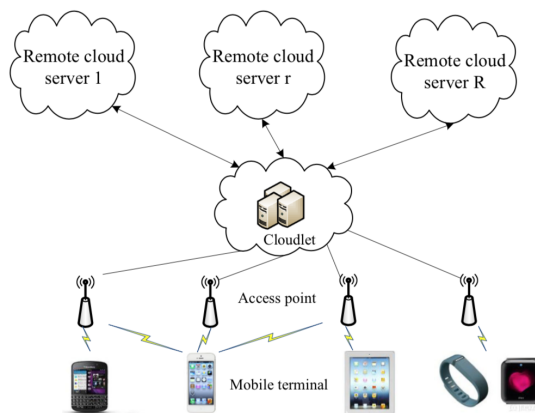 Remote cloud
server 1
Remote cloud
server r
Remote cloud
server R
Cloudlet
Access point
Mobile terminal